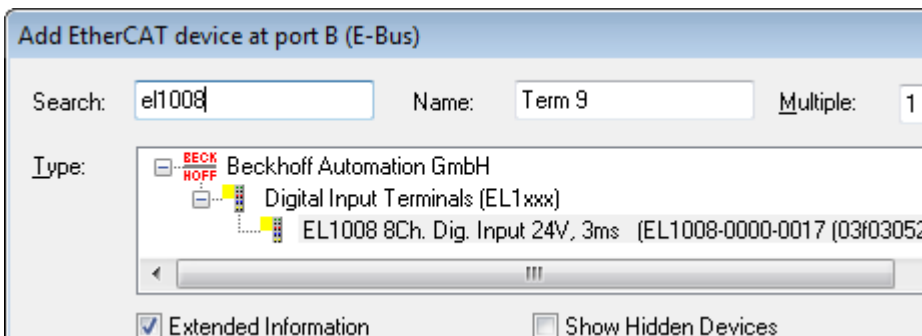 Add EtherCAT device at port B (E-Bus)
Search: el1008 Name: Term 9 Multiple: 1
Type: BECK HOFF Beckhoff Automation GmbH
Digital Input Terminals (EL1xxx)
EL1008 8Ch. Dig. Input 24V, 3ms (EL1008-0000-0017 (03f03052
Extended Information Show Hidden Devices